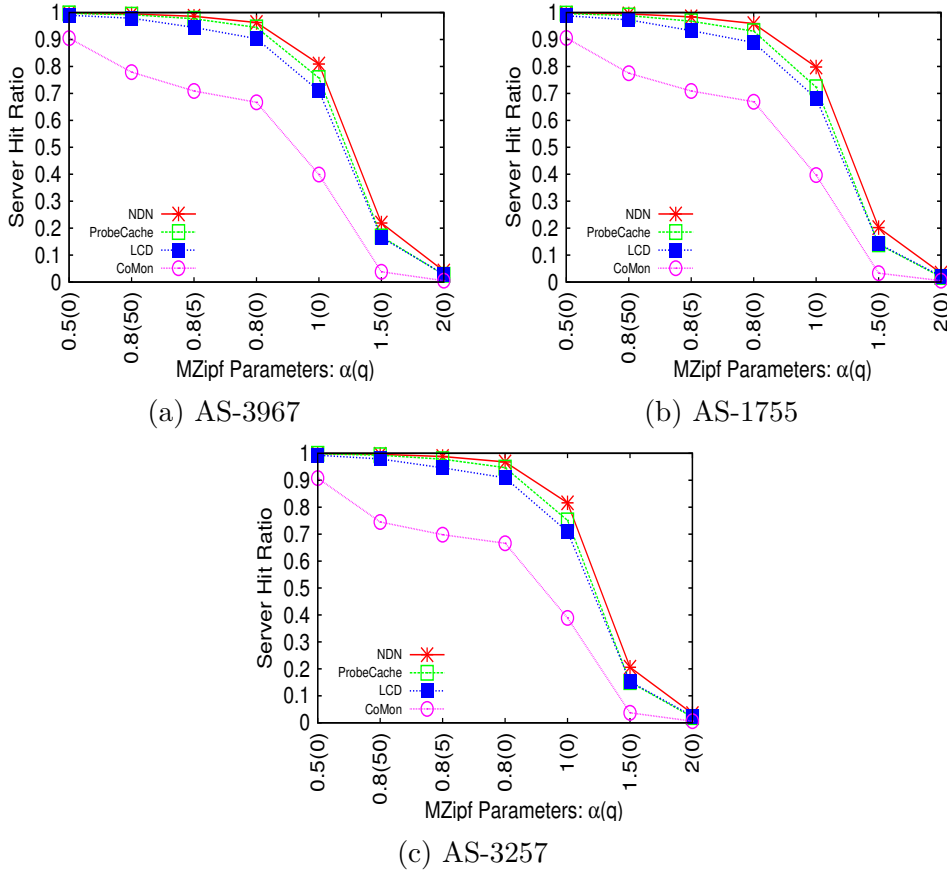 Server Hit Ratio
1
0.9
0.8
0.7
0.6
0.5
0.4
0.3
0.2
0.1
0
NDN
ProbeCache
LCD
CoMon
0.5(0)
0.8(50)
0.8(5)
0.8(0)
1(0)
1.5(0)
2(0)
MZipf Parameters: α(q)
(a) AS-3967
Server Hit Ratio
1
0.9
0.8
0.7
0.6
0.5
0.4
0.3
0.2
0.1
0
NDN
ProbeCache
LCD
CoMon
0.5(0)
0.8(50)
0.8(5)
0.8(0)
1(0)
1.5(0)
2(0)
MZipf Parameters: α(q)
(b) AS-1755
Server Hit Ratio
1
0.9
0.8
0.7
0.6
0.5
0.4
0.3
0.2
0.1
0
NDN
ProbeCache
LCD
CoMon
0.5(0)
0.8(50)
0.8(5)
0.8(0)
1(0)
1.5(0)
2(0)
MZipf Parameters: α(q)
(c) AS-3257